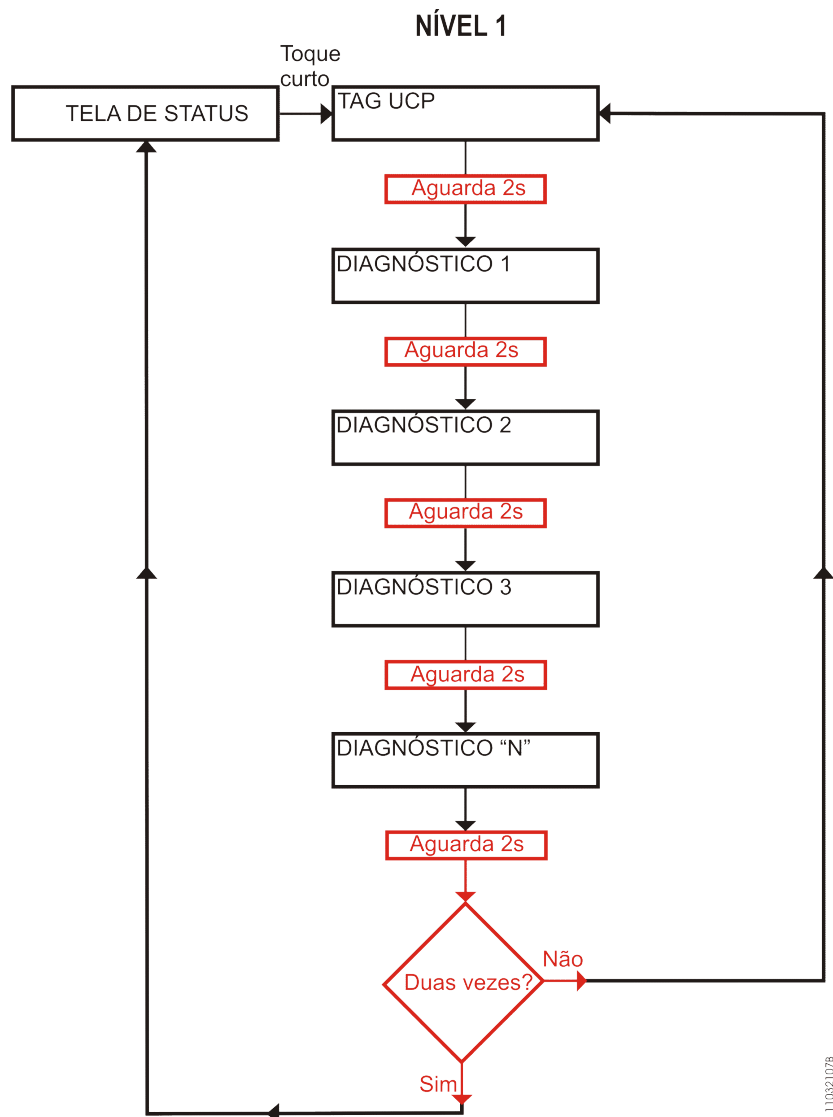 NÍVEL 1
Toque
curto
TELA DE STATUS
TAG UCP
Aguarda 2s
DIAGNÓSTICO 1
Aguarda 2s
DIAGNÓSTICO 2
Aguarda 2s
DIAGNÓSTICO 3
Aguarda 2s
DIAGNÓSTICO “N”
Aguarda 2s
Duas vezes?
Não
Sim
11032107B